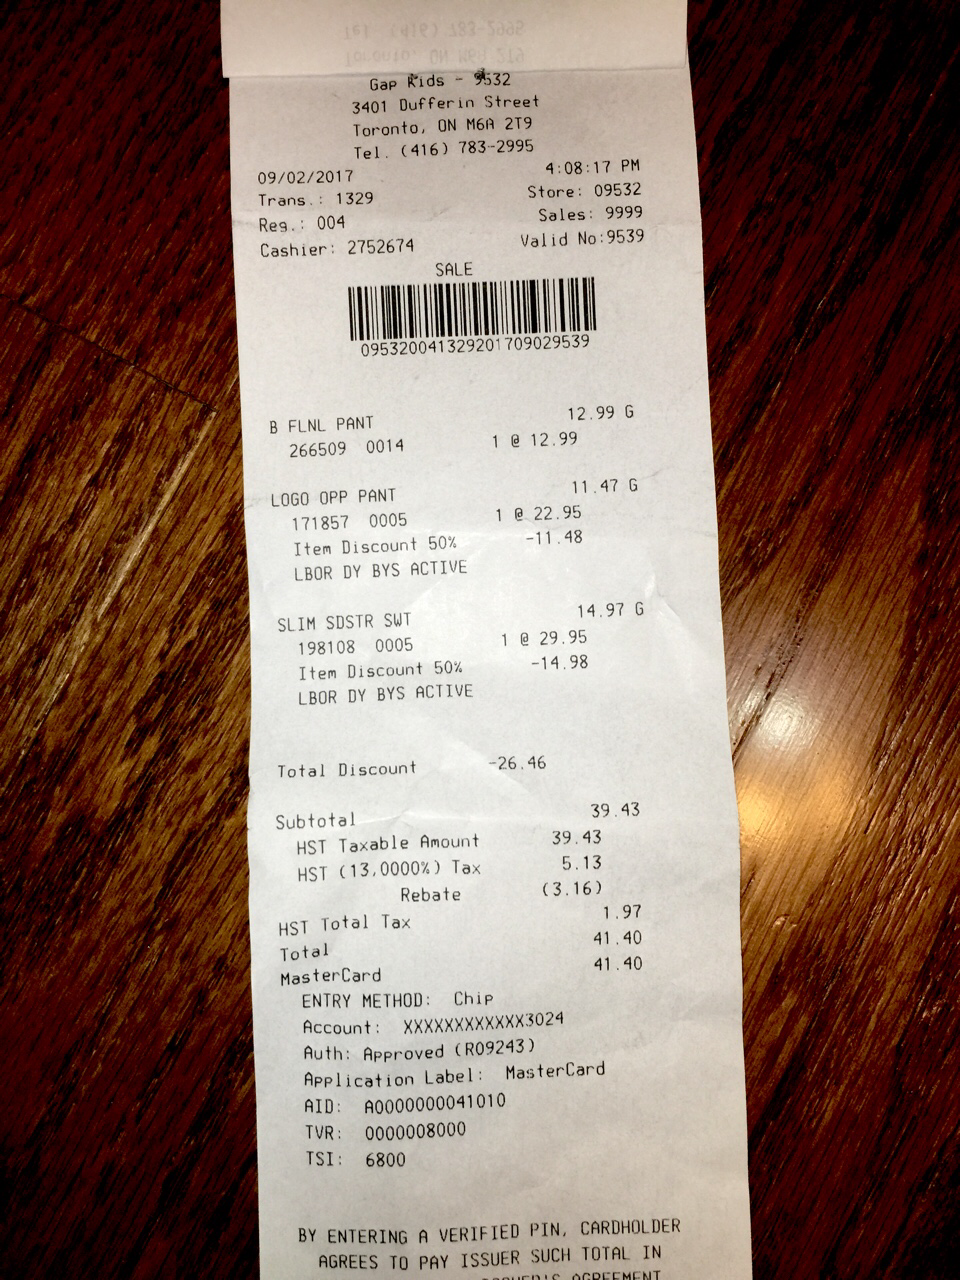 Gap Kids - 9532
3401 Dufferin Street
Toronto, ON M6A 2T9
Tel. (416) 783-2995
09/02/2017 4:08:17 PM
Trans.: 1329 Store: 09532
Reg.: 004 Sales: 9999
Cashier: 2752674 Valid No:9539
SALE
095320041329201709029539
B FLNL PANT 12.99 G
266509 0014 1 @ 12.99
LOGO OPP PANT 11.47 G
171857 0005 1 @ 22.95
Item Discount 50% -11.48
LBOR DY BYS ACTIVE
SLIM SDSTR SWT 14.97 G
198108 0005 1 @ 29.95
Item Discount 50% -14.98
LBOR DY BYS ACTIVE
Total Discount -26.46
Subtotal 39.43
HST Taxable Amount 39.43
HST (13.0000%) Tax 5.13
Rebate (3.16)
HST Total Tax 1.97
Total 41.40
MasterCard 41.40
ENTRY METHOD: Chip
Account: XXXXXXXXXXXX3024
Auth: Approved (R09243)
Application Label: MasterCard
AID: A0000000041010
TVR: 0000008000
TSI: 6800
BY ENTERING A VERIFIED PIN, CARDHOLDER
AGREES TO PAY ISSUER SUCH TOTAL IN
AGREEMENT